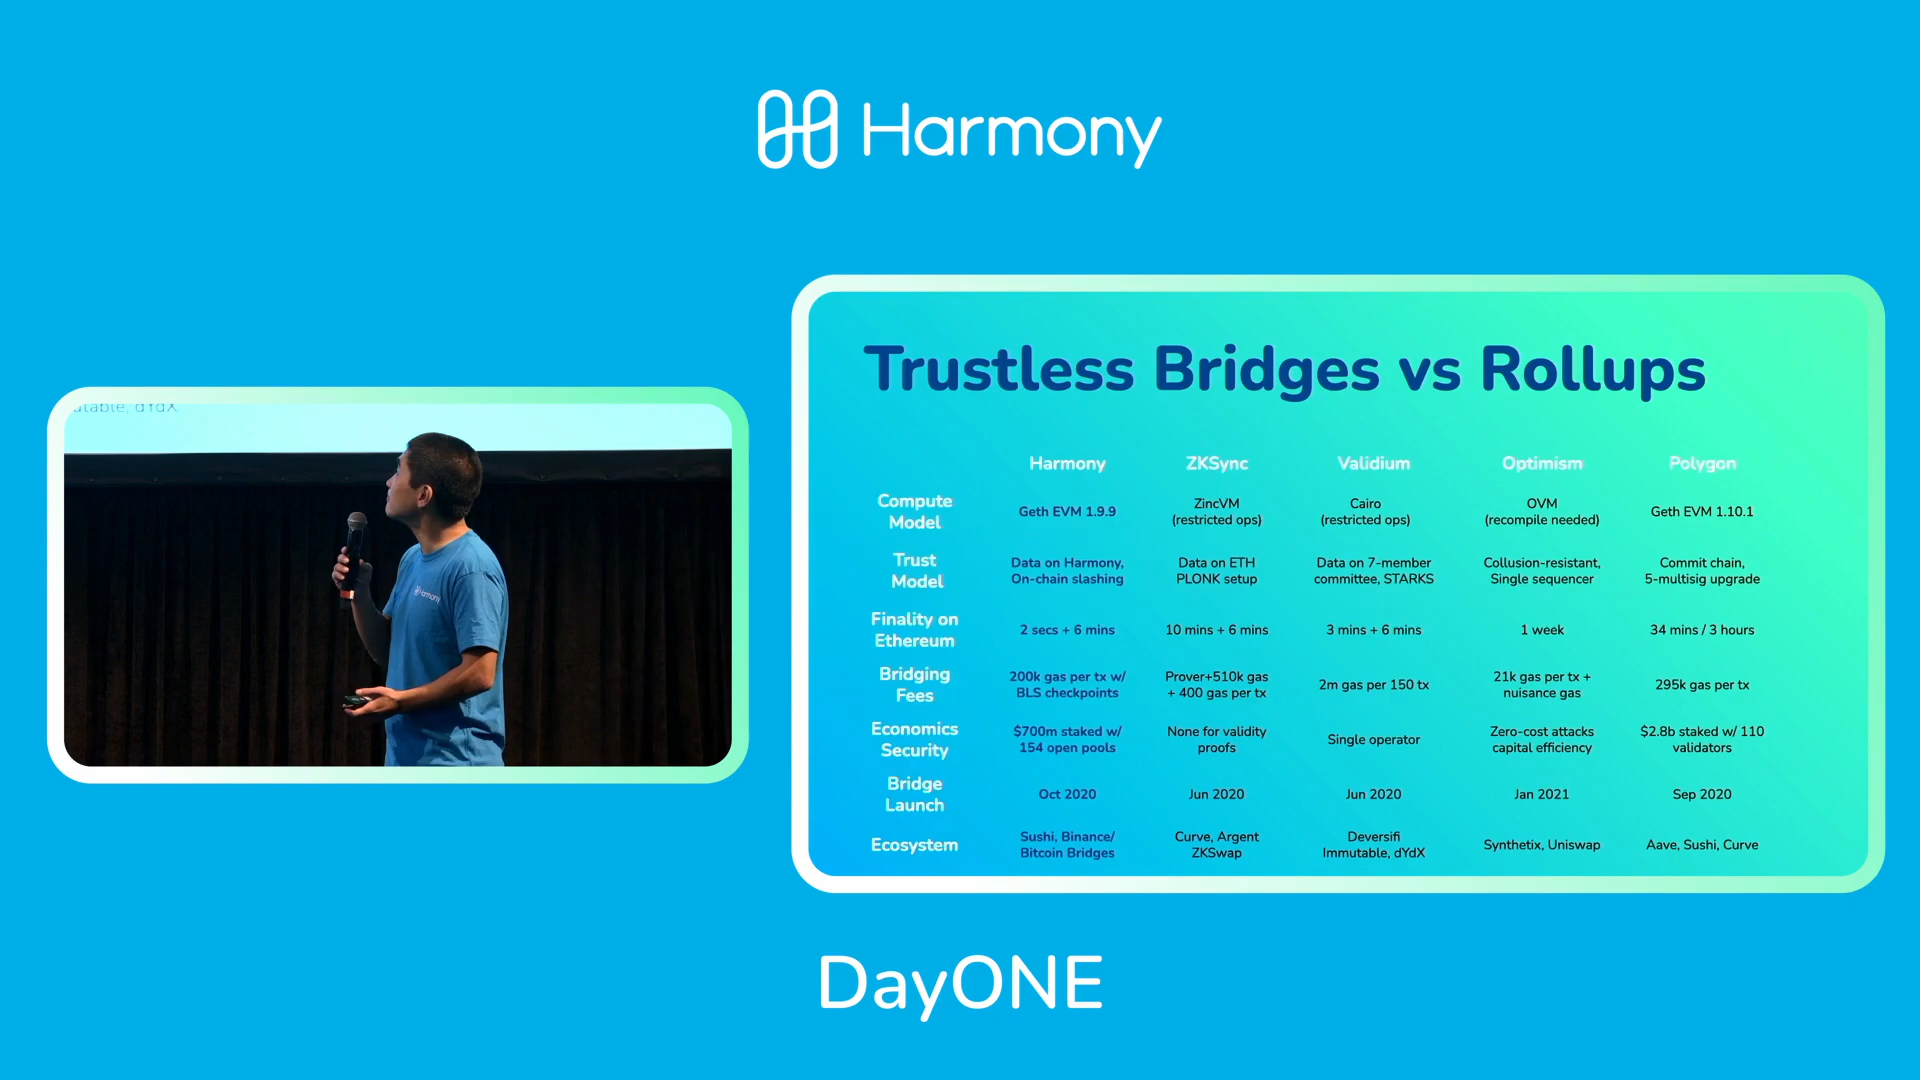 Harmony
utable, dYdX
Harmony
Trustless Bridges vs Rollups
Harmony ZKSync Validium Optimism Polygon
Compute Model
Geth EVM 1.9.9
ZincVM
(restricted ops)
Cairo
(restricted ops)
OVM
(recompile needed)
Geth EVM 1.10.1
Trust Model
Data on Harmony,
On-chain slashing
Data on ETH
PLONK setup
Data on 7-member
committee, STARKS
Collusion-resistant,
Single sequencer
Commit chain,
5-multisig upgrade
Finality on
Ethereum
2 secs + 6 mins
10 mins + 6 mins
3 mins + 6 mins
1 week
34 mins / 3 hours
Bridging
Fees
200k gas per tx w/
BLS checkpoints
Prover+510k gas
+ 400 gas per tx
2m gas per 150 tx
21k gas per tx +
nuisance gas
295k gas per tx
Economics
Security
$700m staked w/
154 open pools
None for validity
proofs
Single operator
Zero-cost attacks
capital efficiency
$2.8b staked w/ 110
validators
Bridge
Launch
Oct 2020
Jun 2020
Jun 2020
Jan 2021
Sep 2020
Ecosystem
Sushi, Binance/
Bitcoin Bridges
Curve, Argent
ZKSwap
Deversifi
Immutable, dYdX
Synthetix, Uniswap
Aave, Sushi, Curve
DayONE